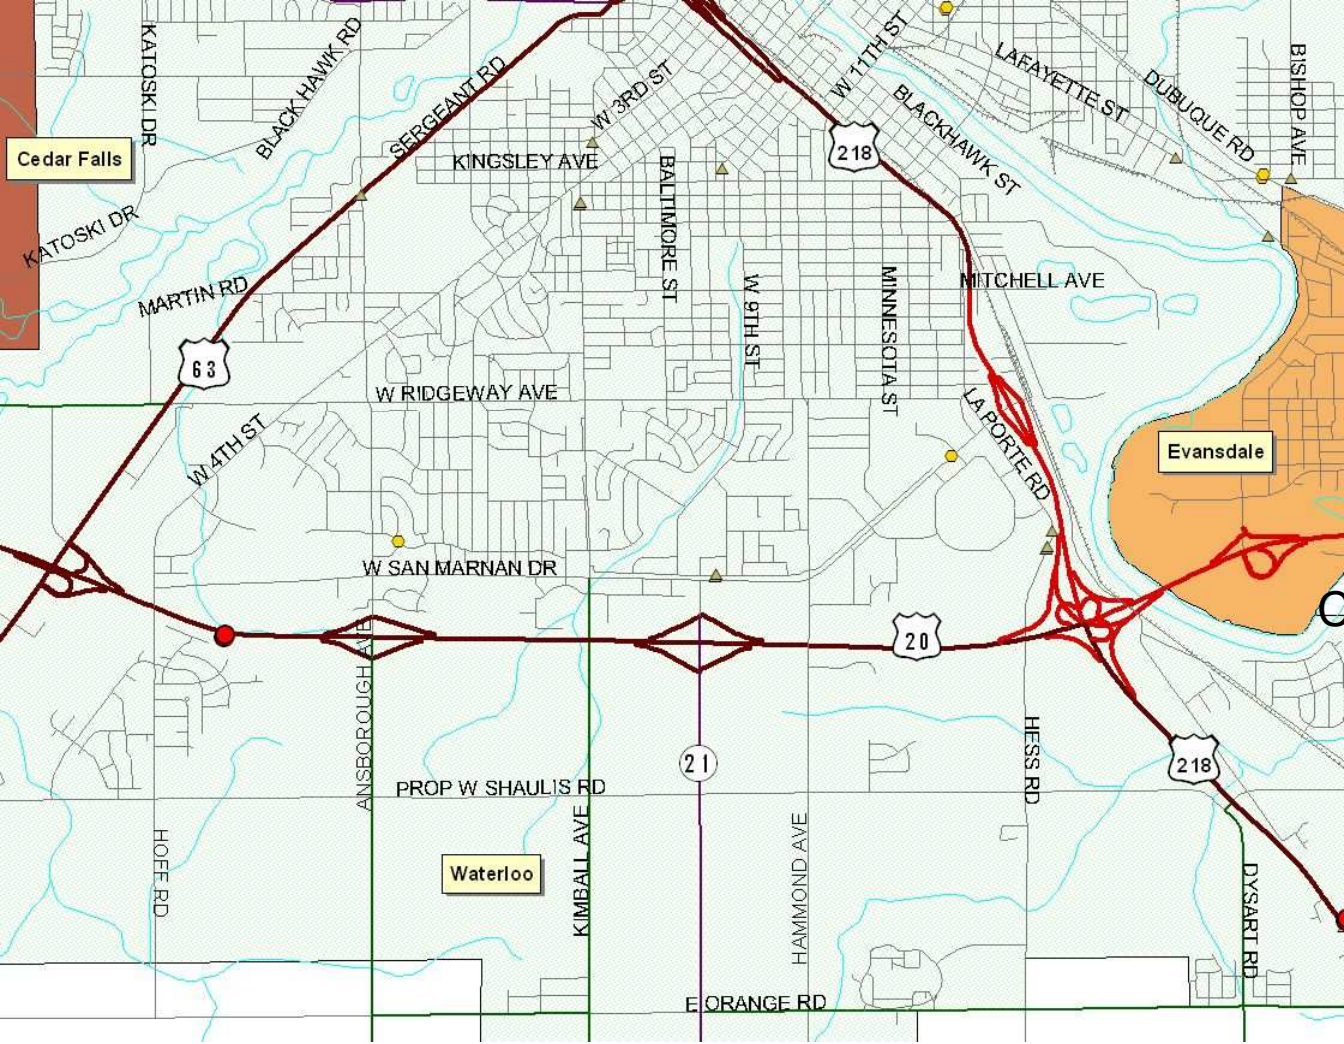 KATOSKI DR
BLACK HAWK RD
SERGEANT RD
W 3RD ST
W 11TH ST
LAFAYETTE ST
DUBUQUE RD
BISHOP AVE
BLACKHAWK ST
218
Cedar Falls
KINGSLEY AVE
BALTIMORE ST
KATOSKI DR
MARTIN RD
W 9TH ST
MINNESOTA ST
MITCHELL AVE
63
W RIDGEWAY AVE
LA PORTE RD
W 4TH ST
Evansdale
W SAN MARNAN DR
C
20
ANSBOROUGH AVE
21
HESS RD
218
PROP W SHAULIS RD
HOFF RD
Waterloo
KIMBALL AVE
HAMMOND AVE
DYSART RD
E ORANGE RD